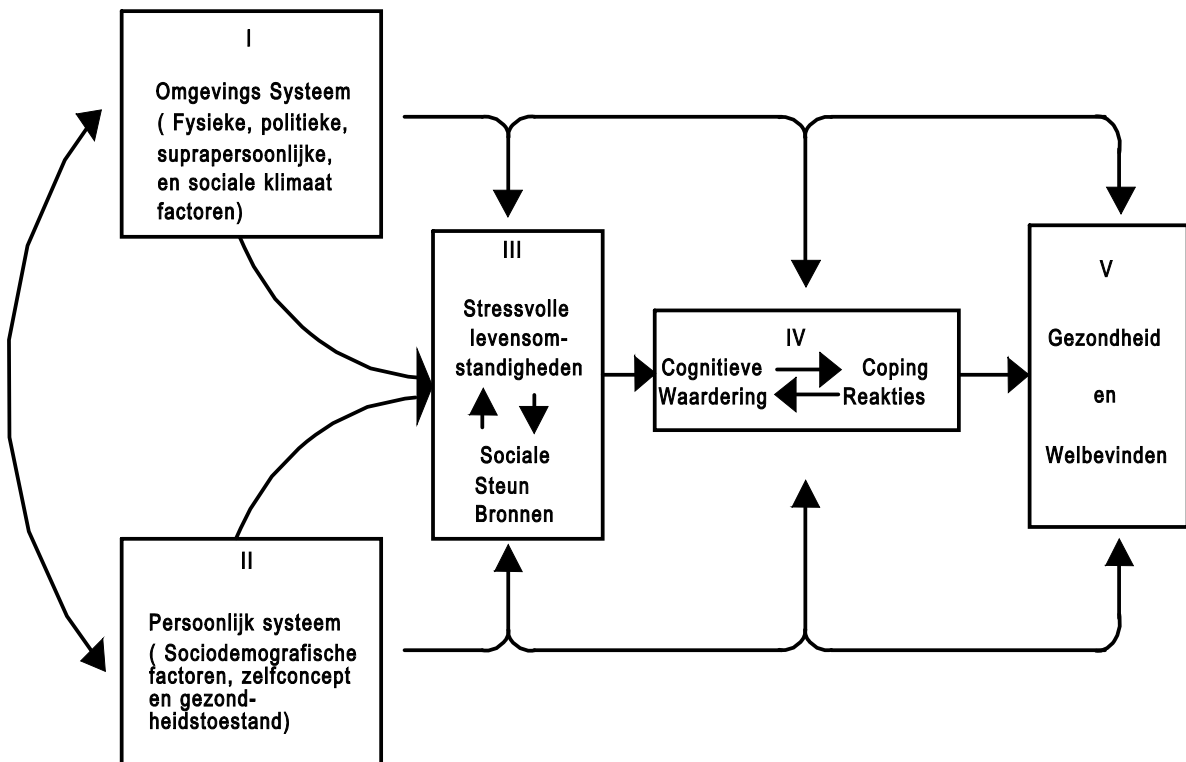 I
Omgevings Systeem
( Fysieke, politieke,
suprapersoonlijke,
en sociale klimaat
factoren)
II
Persoonlijk systeem
( Sociodemografische
factoren, zelfconcept
en gezond-
heidstoestand)
III
Stressvolle
levensom-
standigheden
Sociale
Steun
Bronnen
IV
Cognitieve
Waardering
Coping
Reakties
V
Gezondheid
en
Welbevinden